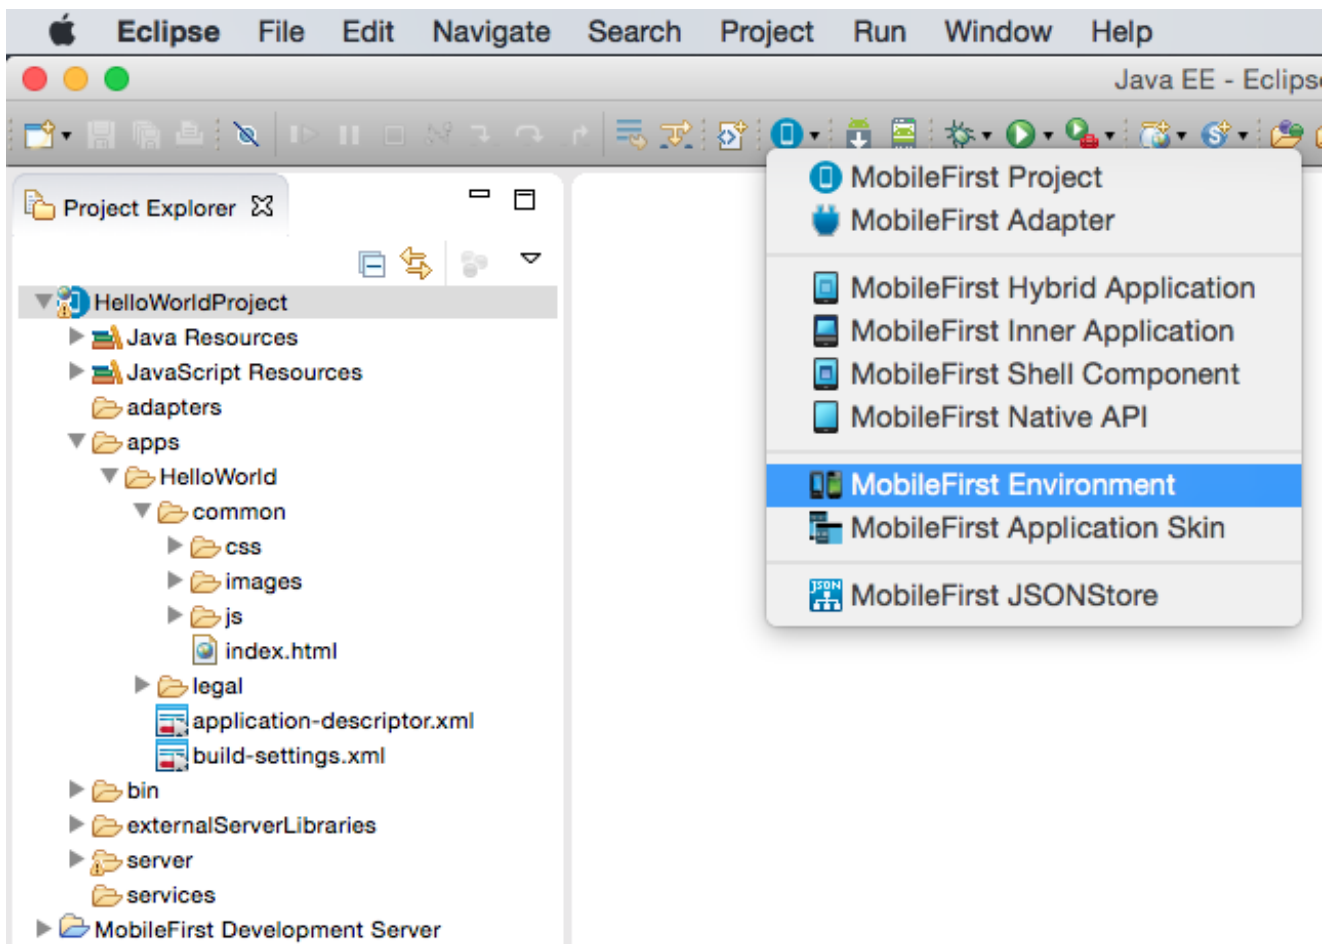 Eclipse File Edit Navigate Search Project Run Window Help
Java EE - Eclips
Project Explorer
HelloWorldProject
Java Resources
JavaScript Resources
adapters
apps
HelloWorld
common
css
images
js
index.html
legal
application-descriptor.xml
build-settings.xml
bin
externalServerLibraries
server
services
MobileFirst Development Server
MobileFirst Project
MobileFirst Adapter
MobileFirst Hybrid Application
MobileFirst Inner Application
MobileFirst Shell Component
MobileFirst Native API
MobileFirst Environment
MobileFirst Application Skin
JSON
MobileFirst JSONStore